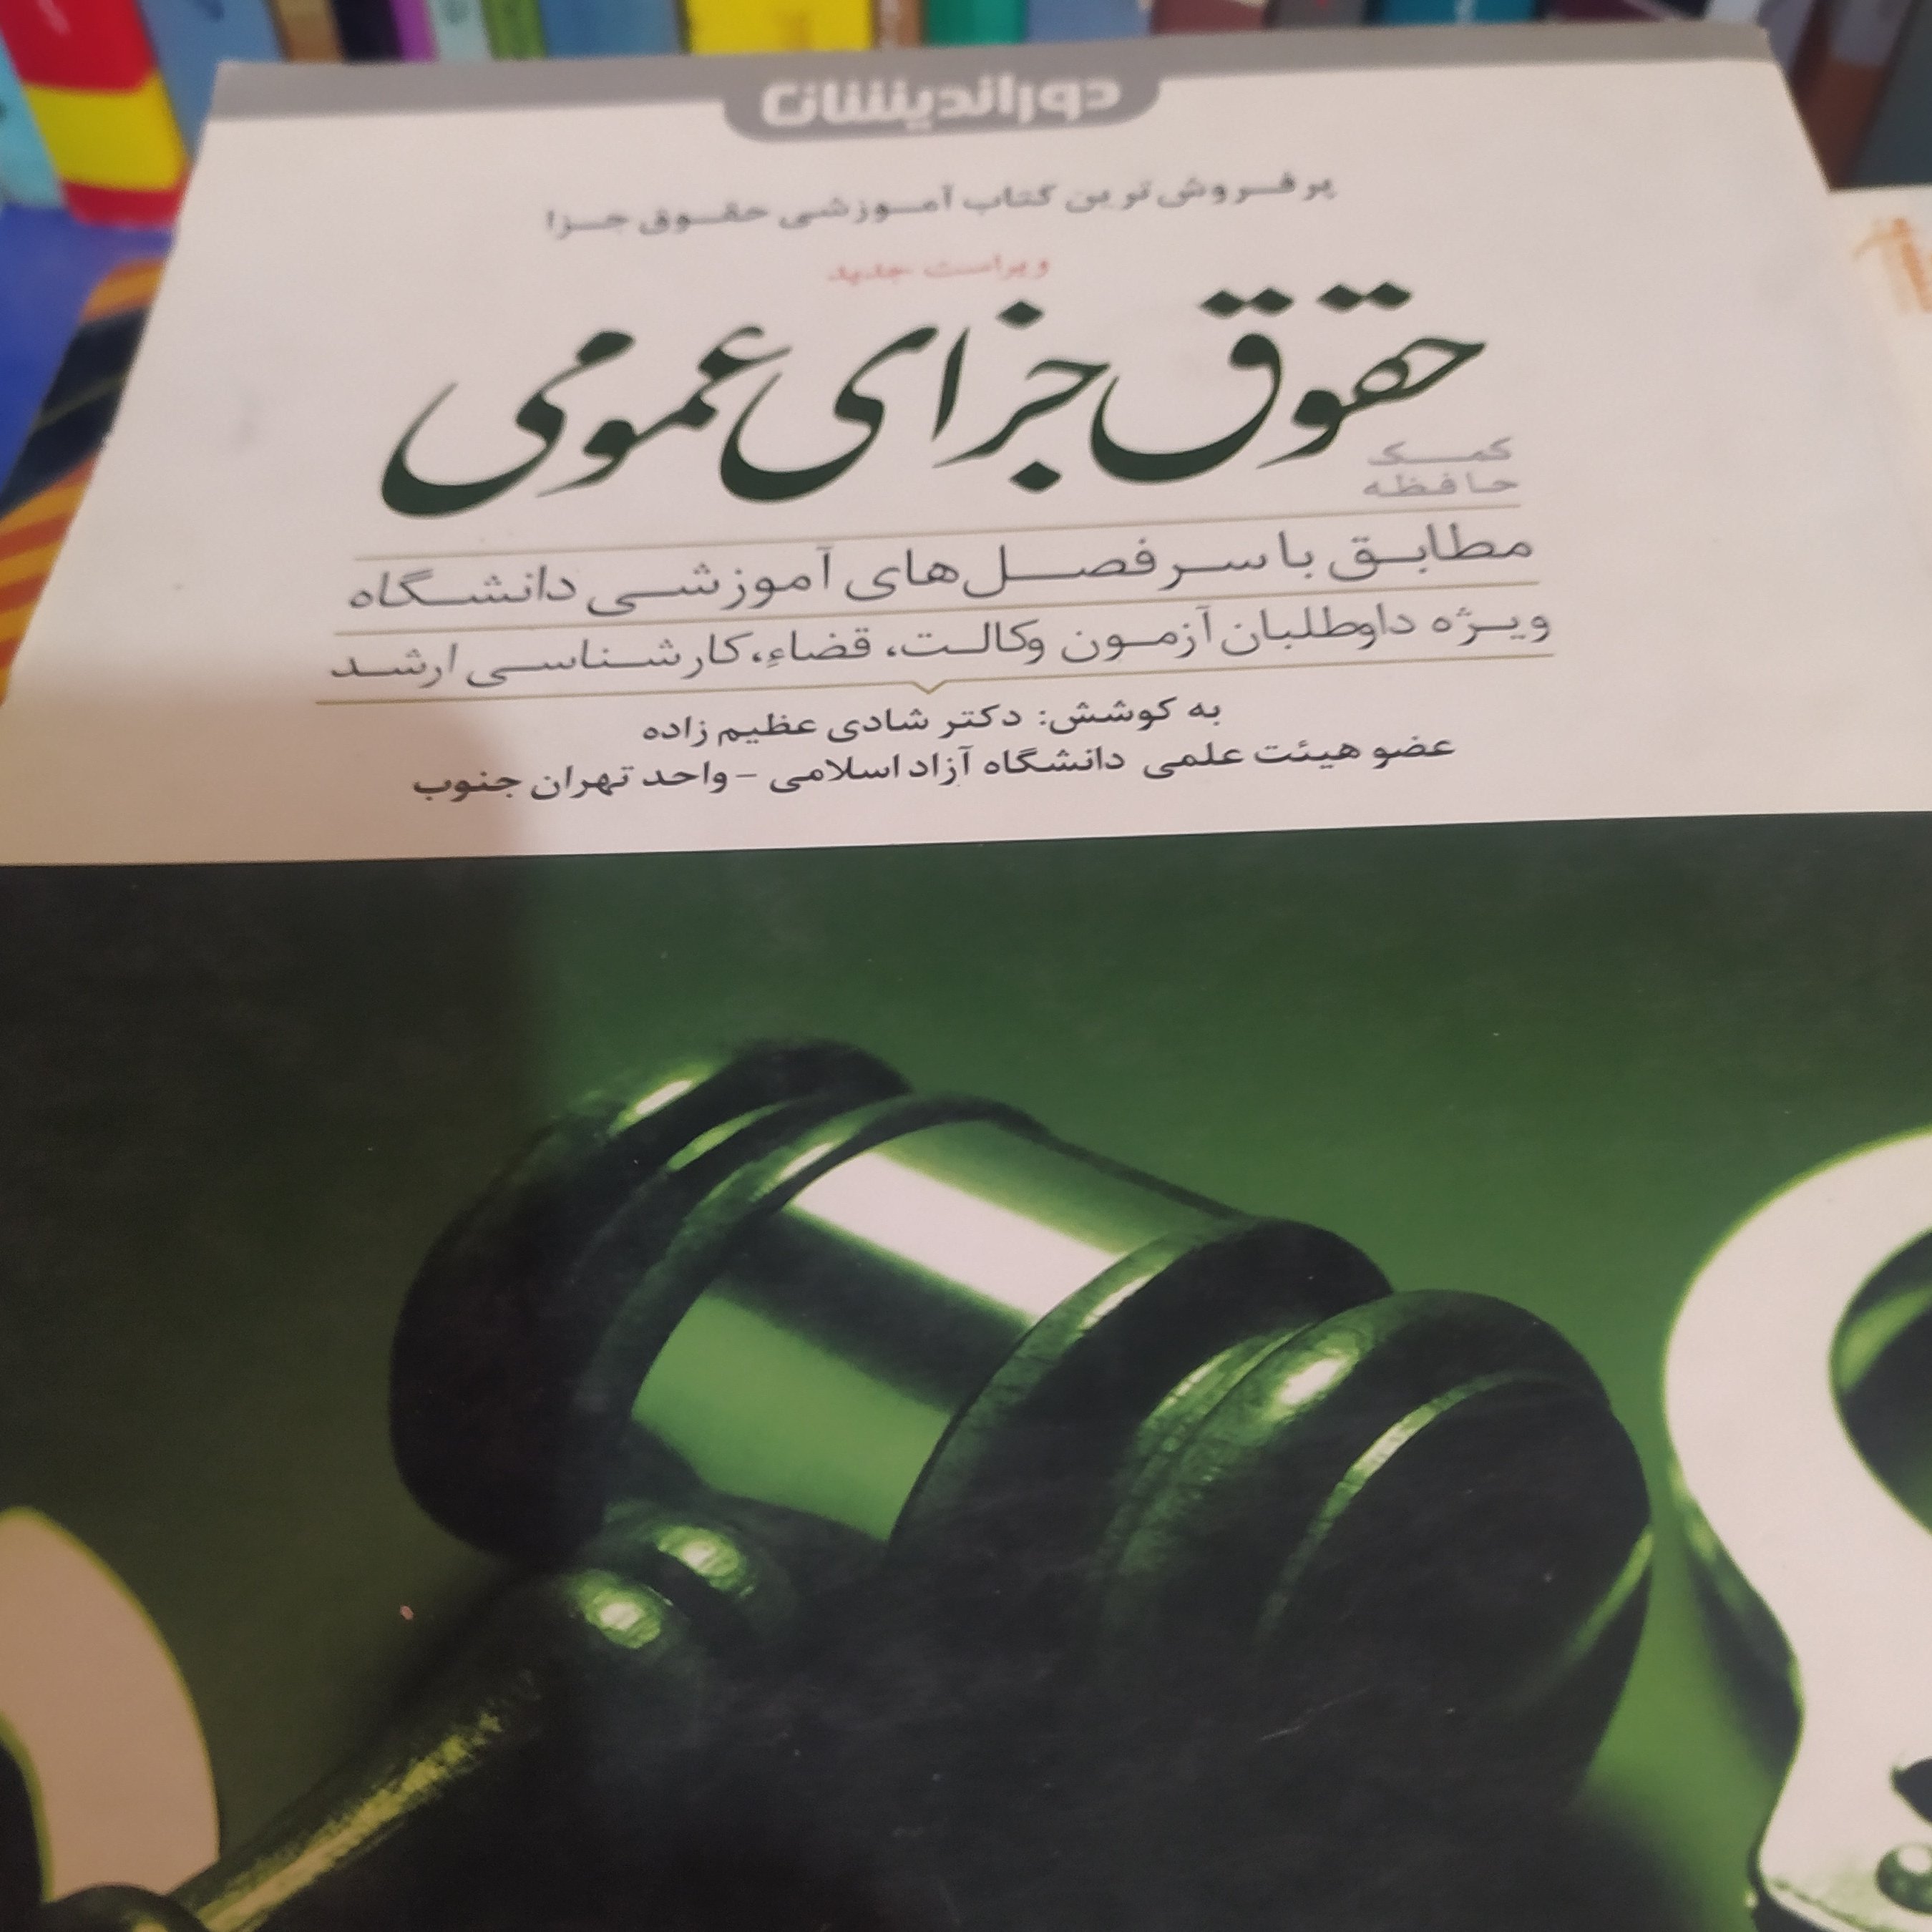 دوراندیشان
پرفروش ترین کتاب آموزشی حقوق جزا
ویراست جدید
حقوق جزای عمومی
کمک
حافظه
مطابق با سرفصل‌های آموزشی دانشگاه
ویژه داوطلبان آزمون وکالت، قضاء، کارشناسی ارشد
به کوشش: دکتر شادی عظیم زاده
عضو هیئت علمی دانشگاه آزاد اسلامی - واحد تهران جنوب